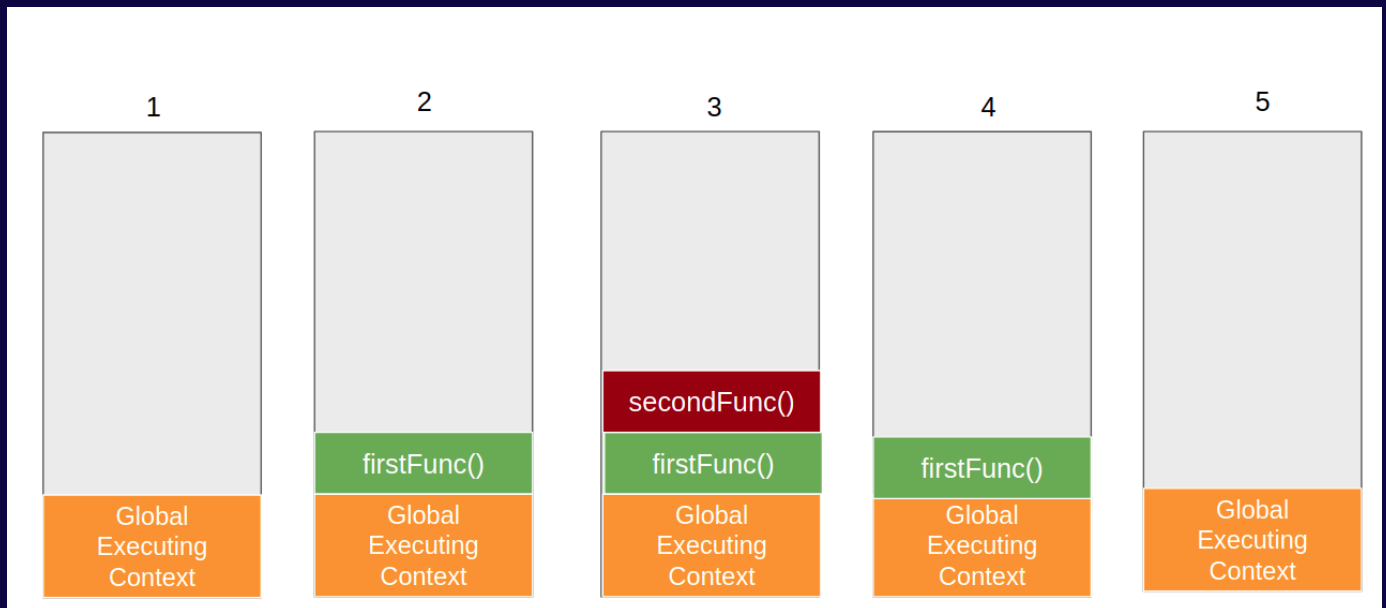 1
2
3
4
5
secondFunc()
firstFunc()
firstFunc()
firstFunc()
Global
Executing
Context
Global
Executing
Context
Global
Executing
Context
Global
Executing
Context
Global
Executing
Context